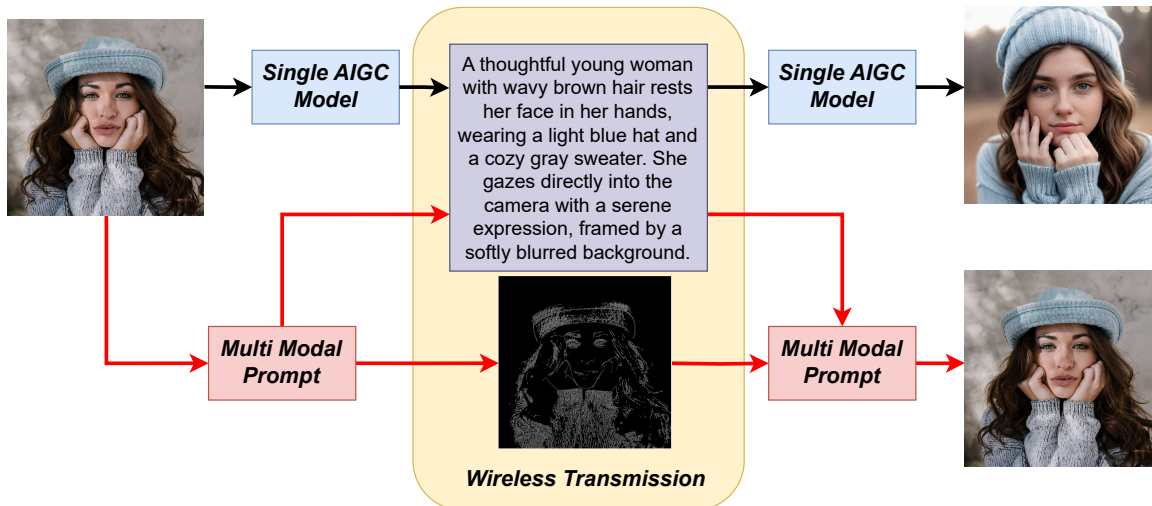 Single AIGC
Model
A thoughtful young woman
with wavy brown hair rests
her face in her hands,
wearing a light blue hat and
a cozy gray sweater. She
gazes directly into the
camera with a serene
expression, framed by a
softly blurred background.
Single AIGC
Model
Multi Modal
Prompt
Multi Modal
Prompt
Wireless Transmission